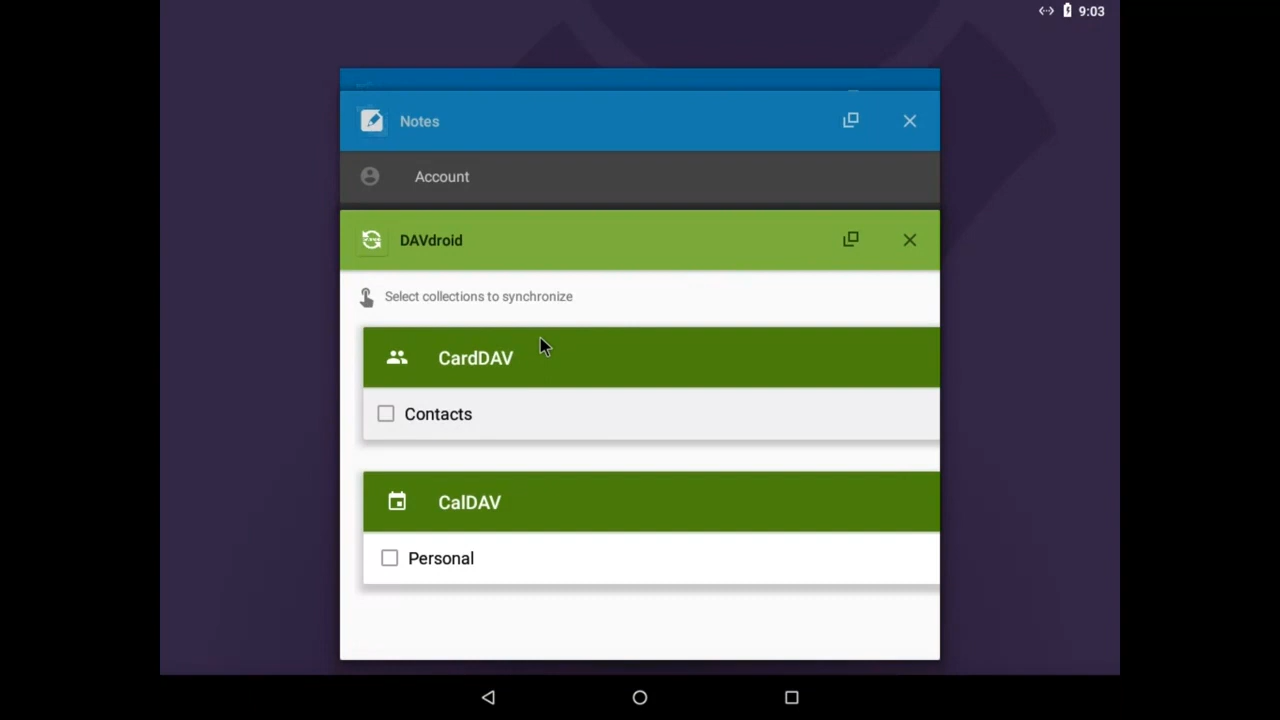 9:03
Notes
Account
DAVdroid
Select collections to synchronize
CardDAV
Contacts
CalDAV
Personal